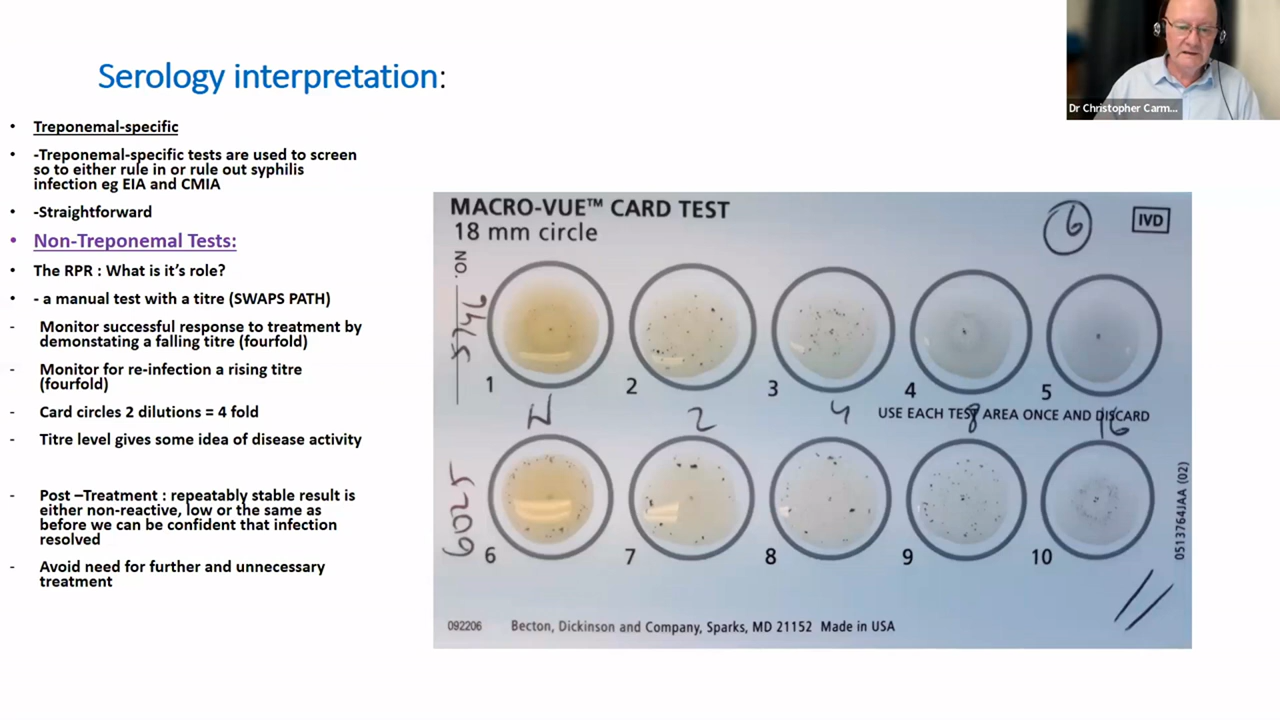 Dr Christopher Carm...
Serology interpretation:
• Treponemal-specific
• -Treponemal-specific tests are used to screen
so to either rule in or rule out syphilis
infection eg EIA and CMIA
• -Straightforward
• Non-Treponemal Tests:
• The RPR : What is it’s role?
• - a manual test with a titre (SWAPS PATH)
- Monitor successful response to treatment by
demonstating a falling titre (fourfold)
- Monitor for re-infection a rising titre
(fourfold)
- Card circles 2 dilutions = 4 fold
- Titre level gives some idea of disease activity
- Post –Treatment : repeatably stable result is
either non-reactive, low or the same as
before we can be confident that infection
resolved
- Avoid need for further and unnecessary
treatment
MACRO-VUE™ CARD TEST
18 mm circle
6
IVD
NO.
5746
1 2 3 4 5
N 2 4 8 16
USE EACH TEST AREA ONCE AND DISCARD
6025
6 7 8 9 10
0513764JAA (02)
092206 Becton, Dickinson and Company, Sparks, MD 21152 Made in USA